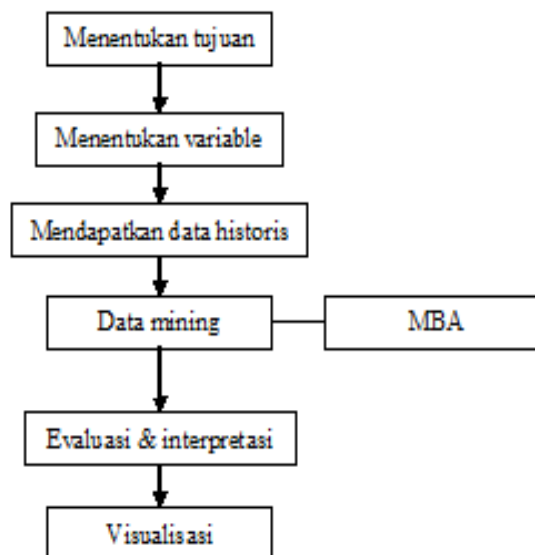 Menentukan tujuan
Menentukan variable
Mendapatkan data historis
Data mining
MBA
Evaluasi & interpretasi
Visualisasi